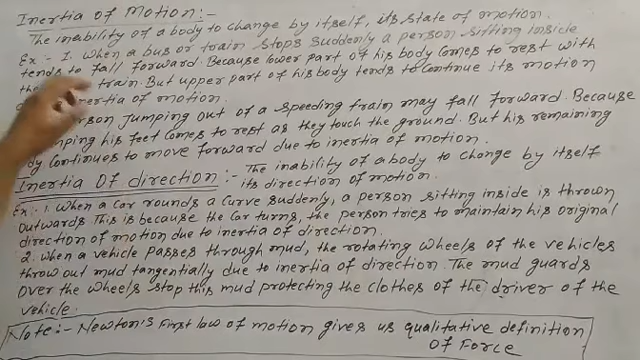 Inertia of Motion:-
The inability of a body to change by itself, its state of motion.
Ex:- 1. When a bus or train stops suddenly a person sitting inside
tends to fall forward. Because lower part of his body comes to rest with
train. But upper part of his body tends to continue its motion
inertia of motion.
jumping out of a speeding train may fall forward. Because
his feet comes to rest as they touch the ground. But his remaining
continues to move forward due to inertia of motion.
Inertia Of direction :- The inability of a body to change by itself
its direction of motion.
Ex:- 1. When a car rounds a curve suddenly, a person sitting inside is thrown
outwards This is because the car turns, the person tries to maintain his original
direction of motion due to inertia of direction.
2. When a vehicle passes through mud, the rotating wheels of the vehicles
throw out mud tangentially due to inertia of direction. The mud guards
over the wheels stop this mud protecting the clothes of the driver of the
vehicle.
Note:- Newton's First law of motion gives us qualitative definition
Of Force